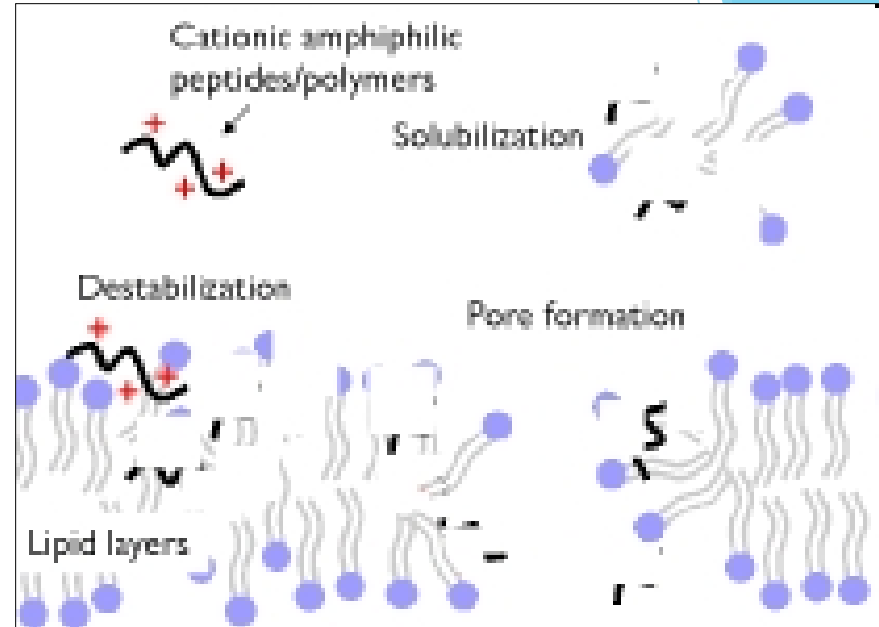 Cationic amphiphilic
peptides/polymers
Solubilization
Destabilization
Pore formation
Lipid layers